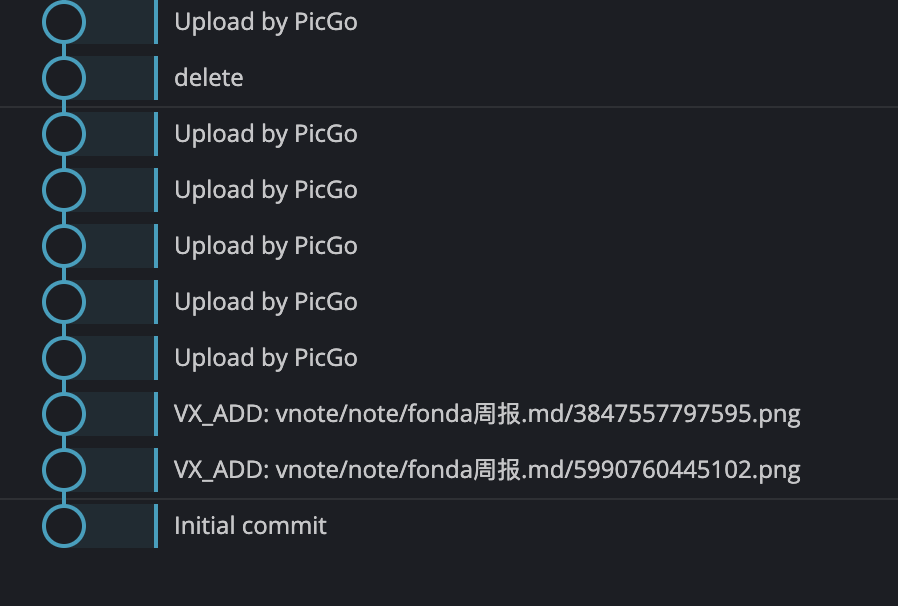 Upload by PicGo
delete
Upload by PicGo
Upload by PicGo
Upload by PicGo
Upload by PicGo
Upload by PicGo
VX_ADD: vnote/note/fonda周报.md/3847557797595.png
VX_ADD: vnote/note/fonda周报.md/5990760445102.png
Initial commit